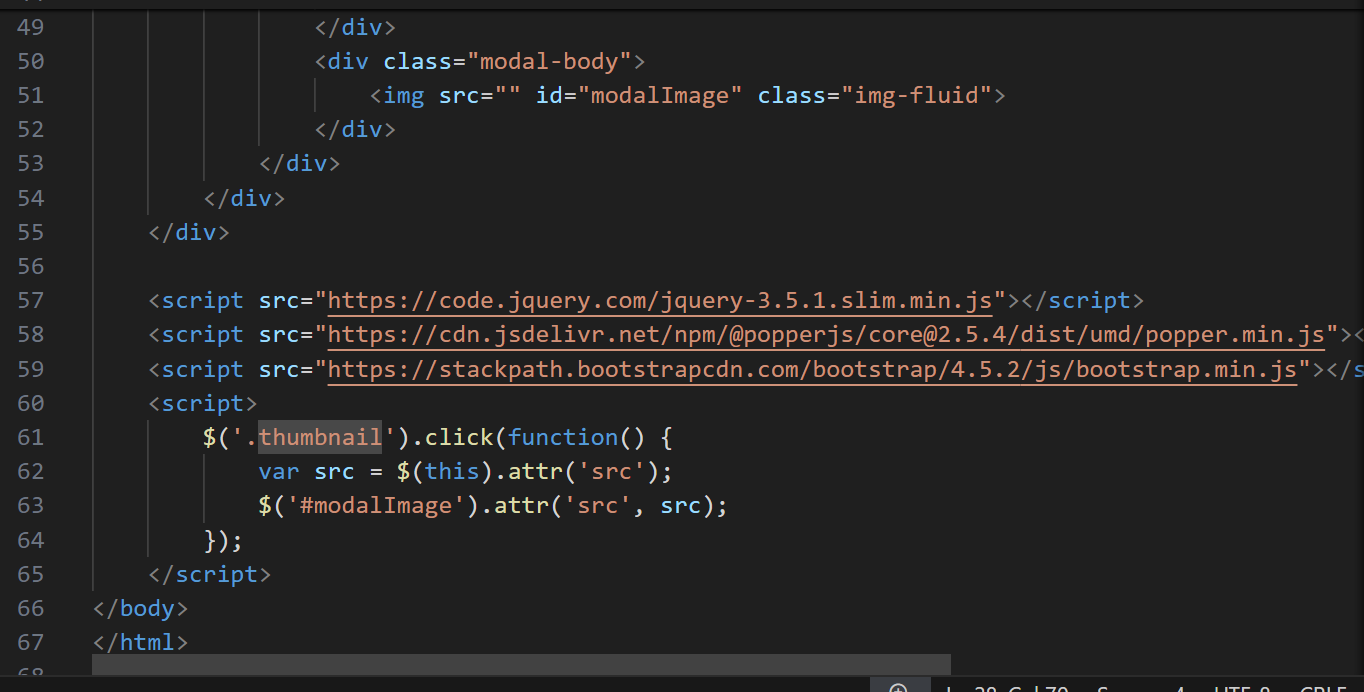 49 </div>
50 <div class="modal-body">
51 <img src="" id="modalImage" class="img-fluid">
52 </div>
53 </div>
54 </div>
55 </div>
56
57 <script src="https://code.jquery.com/jquery-3.5.1.slim.min.js"></script>
58 <script src="https://cdn.jsdelivr.net/npm/@popperjs/core@2.5.4/dist/umd/popper.min.js"><
59 <script src="https://stackpath.bootstrapcdn.com/bootstrap/4.5.2/js/bootstrap.min.js"></s
60 <script>
61 $('.thumbnail').click(function() {
62 var src = $(this).attr('src');
63 $('#modalImage').attr('src', src);
64 });
65 </script>
66 </body>
67 </html>
68